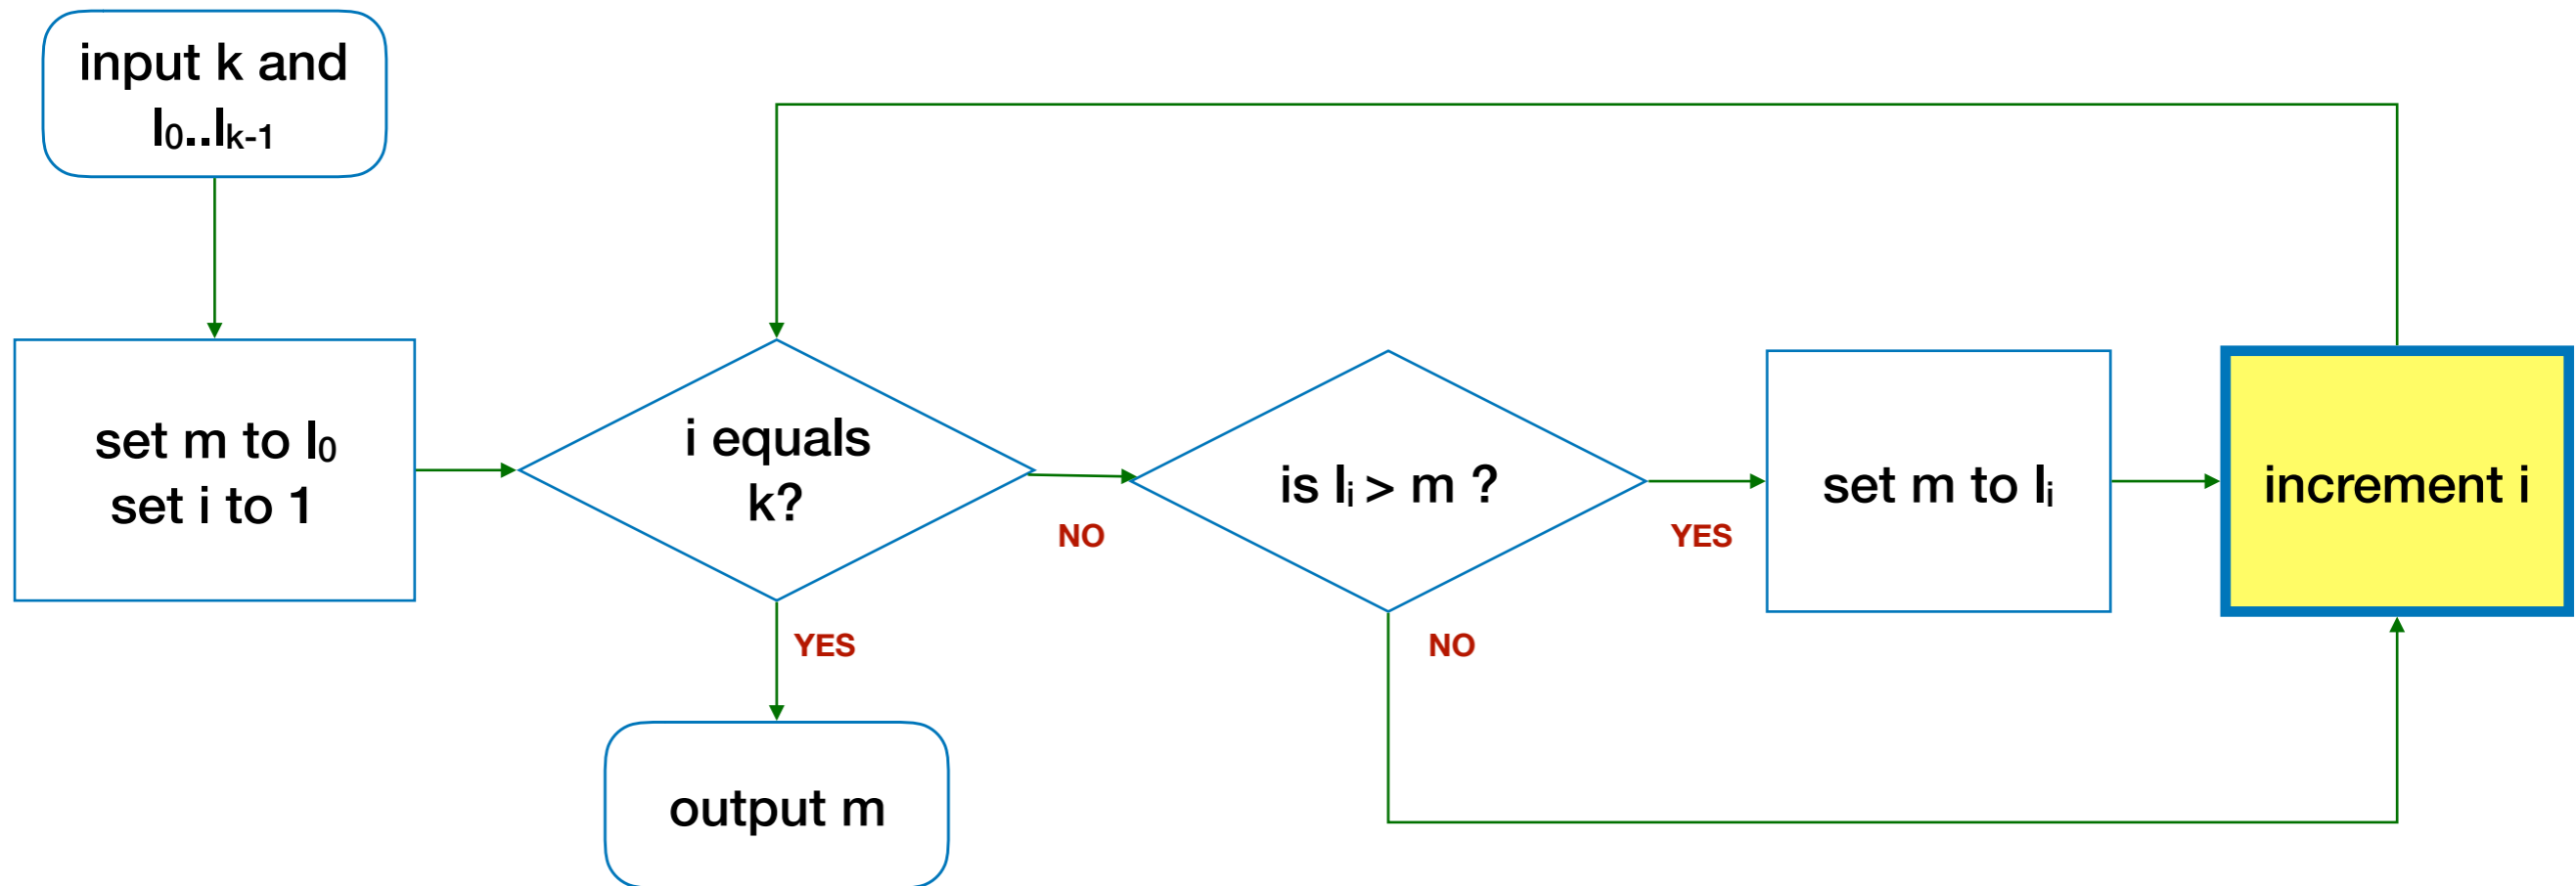 input k and
l₀..lₖ₋₁
set m to l₀
set i to 1
i equals
k?
NO
YES
is lᵢ > m ?
YES
NO
set m to lᵢ
increment i
output m